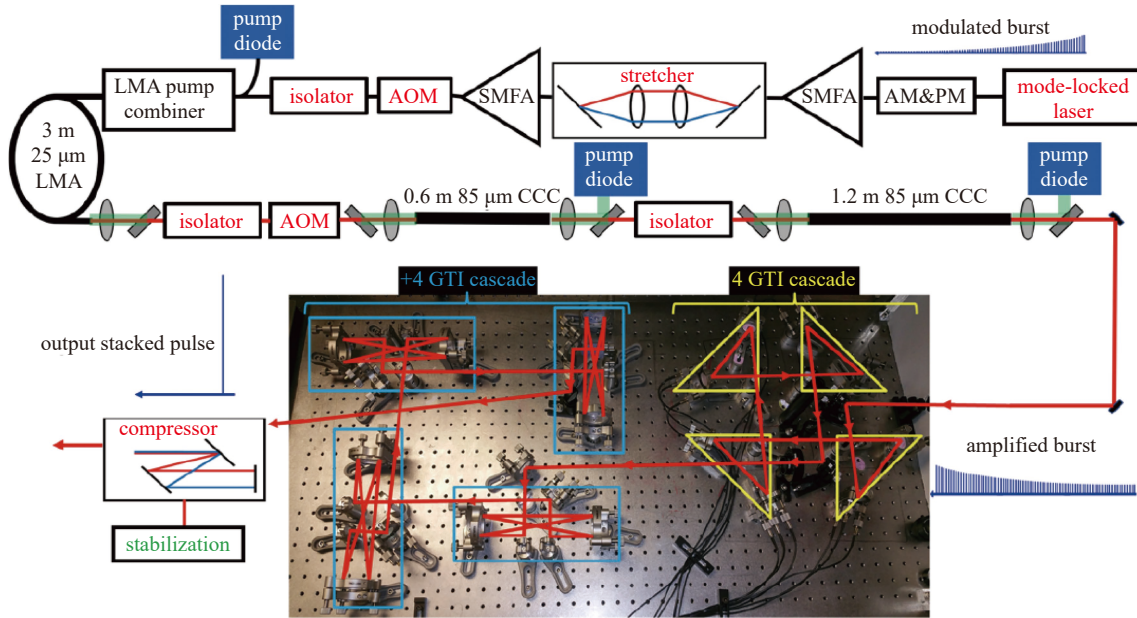 pump
diode
modulated burst
LMA pump
combiner
isolator
AOM
SMFA
stretcher
SMFA
AM&PM
mode-locked
laser
3 m
25 μm
LMA
pump
diode
pump
diode
0.6 m 85 μm CCC
1.2 m 85 μm CCC
isolator
AOM
isolator
+4 GTI cascade
4 GTI cascade
output stacked pulse
compressor
amplified burst
stabilization